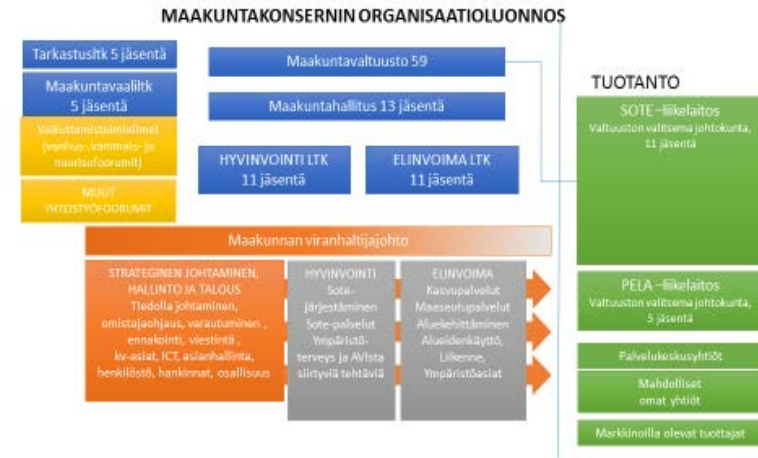 MAAKUNTAKONSERNIN ORGANISAATIOLUONNOS
Tarkastusltk 5 jäsentä
Maakuntavaaliltk
5 jäsentä
Vaikuttamistoimielimet
(vanhus-,vammais- ja
nuorisofoorumit)
MUUT
YHTEISTYÖFOORUMIT
Maakuntavaltuusto 59
Maakuntahallitus 13 jäsentä
HYVINVOINTI LTK
11 jäsentä
ELINVOIMA LTK
11 jäsentä
Maakunnan viranhaltijajohto
STRATEGINEN JOHTAMINEN,
HALLINTO JA TALOUS
Tiedolla johtaminen,
omistajaohjaus, varautuminen ,
ennakointi, viestintä ,
kv-asiat, ICT, asianhallinta,
henkilöstö, hankinnat, osallisuus
HYVINVOINTI
Sote-
järjestäminen
Sote-palvelut
Ympäristö-
terveys ja AVIsta
siirtyviä tehtäviä
ELINVOIMA
Kasvupalvelut
Maaseutupalvelut
Aluekehittäminen
Alueidenkäyttö,
Liikenne,
Ympäristöasiat
TUOTANTO
SOTE –liikelaitos
Valtuuston valitsema johtokunta,
11 jäsentä
PELA –liikelaitos
Valtuuston valitsema johtokunta,
5 jäsentä
Palvelukeskusyhtiöt
Mahdolliset
omat yhtiöt
Markkinoilla olevat tuottajat